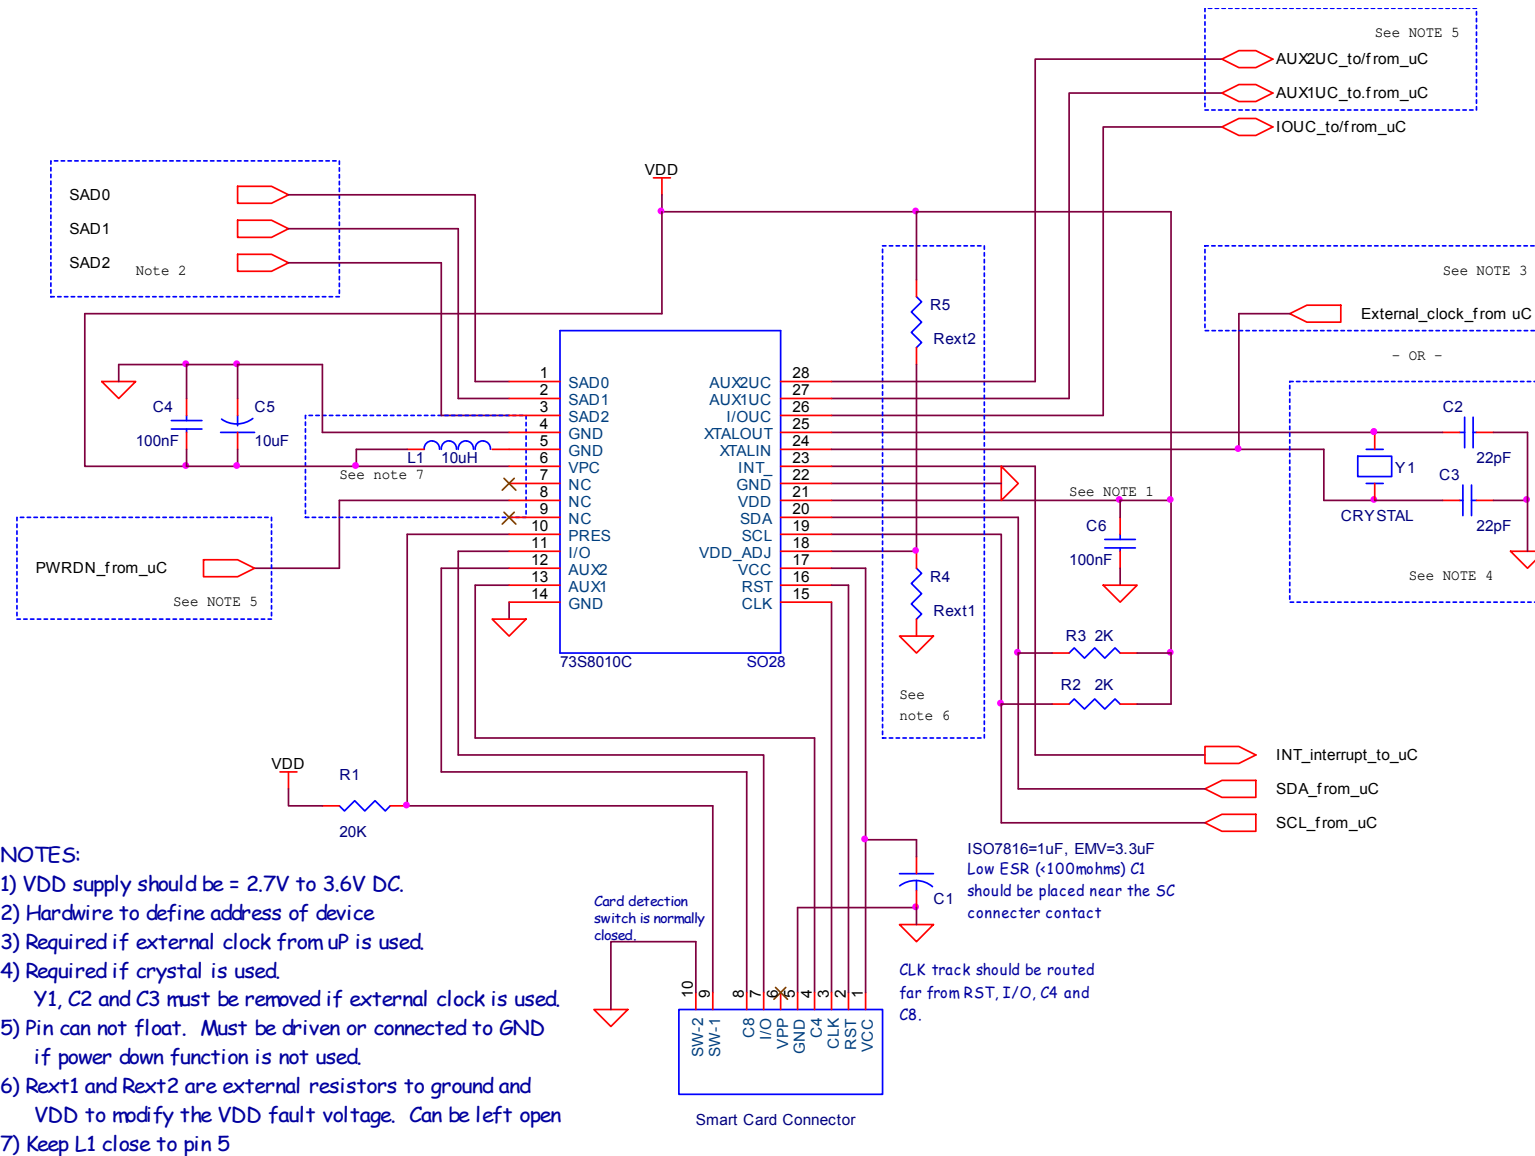 See NOTE 5
AUX2UC_to/from_uC
AUX1UC_to.from_uC
IOUC_to/from_uC
VDD
SAD0
SAD1
SAD2
Note 2
R5
Rext2
See NOTE 3
External_clock_from uC
- OR -
C4
100nF
C5
10uF
L1 10uH
See note 7
1 SAD0
2 SAD1
3 SAD2
4 GND
5 GND
6 VPC
7 NC
8 NC
9 NC
10 PRES
11 I/O
12 AUX2
13 AUX1
14 GND
AUX2UC 28
AUX1UC 27
I/OUC 26
XTALOUT 25
XTALIN 24
INT_ 23
GND 22
VDD 21
SDA 20
SCL 19
VDD_ADJ 18
VCC 17
RST 16
CLK 15
73S8010C SO28
PWRDN_from_uC
See NOTE 5
C2
22pF
Y1
C3
22pF
CRYSTAL
See NOTE 4
See NOTE 1
C6
100nF
R4
Rext1
See
note 6
R3 2K
R2 2K
INT_interrupt_to_uC
SDA_from_uC
SCL_from_uC
VDD
R1
20K
ISO7816=1uF, EMV=3.3uF
Low ESR (<100mohms) C1
should be placed near the SC
connecter contact
C1
Card detection
switch is normally
closed.
CLK track should be routed
far from RST, I/O, C4 and
C8.
10 9 8 7 6 5 4 3 2 1
SW-2 SW-1 C8 I/O VPP GND C4 CLK RST VCC
Smart Card Connector
NOTES:
1) VDD supply should be = 2.7V to 3.6V DC.
2) Hardwire to define address of device
3) Required if external clock from uP is used.
4) Required if crystal is used.
Y1, C2 and C3 must be removed if external clock is used.
5) Pin can not float. Must be driven or connected to GND
if power down function is not used.
6) Rext1 and Rext2 are external resistors to ground and
VDD to modify the VDD fault voltage. Can be left open
7) Keep L1 close to pin 5